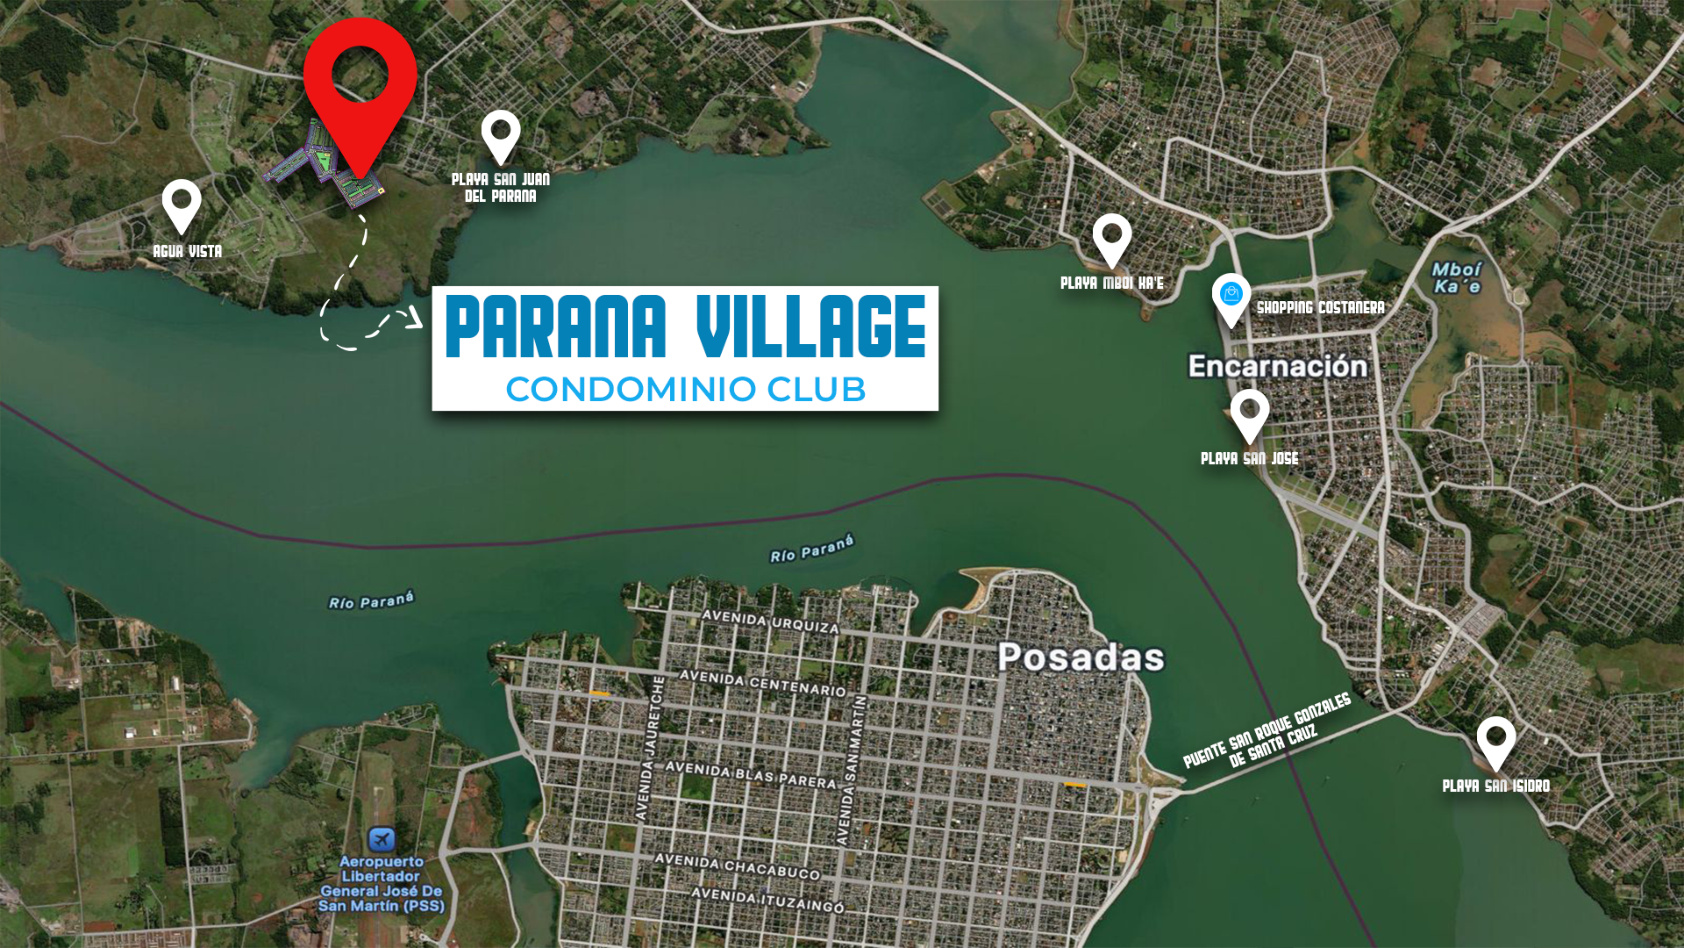 PLAYA SAN JUAN
DEL PARANA
AGUA VISTA
PLAYA MBOI KA'E
Mboí
Ka´e
SHOPPING COSTANERA
PARANA VILLAGE
CONDOMINIO CLUB
Encarnación
PLAYA SAN JOSE
Río Paraná
Río Paraná
AVENIDA URQUIZA
Posadas
AVENIDA CENTENARIO
AVENIDA JAURETCHE
AVENIDA SAN MARTÍN
PUENTE SAN ROQUE GONZALES
DE SANTA CRUZ
AVENIDA BLAS PARERA
PLAYA SAN ISIDRO
Aeropuerto
Libertador
General José De
San Martín (PSS)
AVENIDA CHACABUCO
AVENIDA ITUZAINGÓ